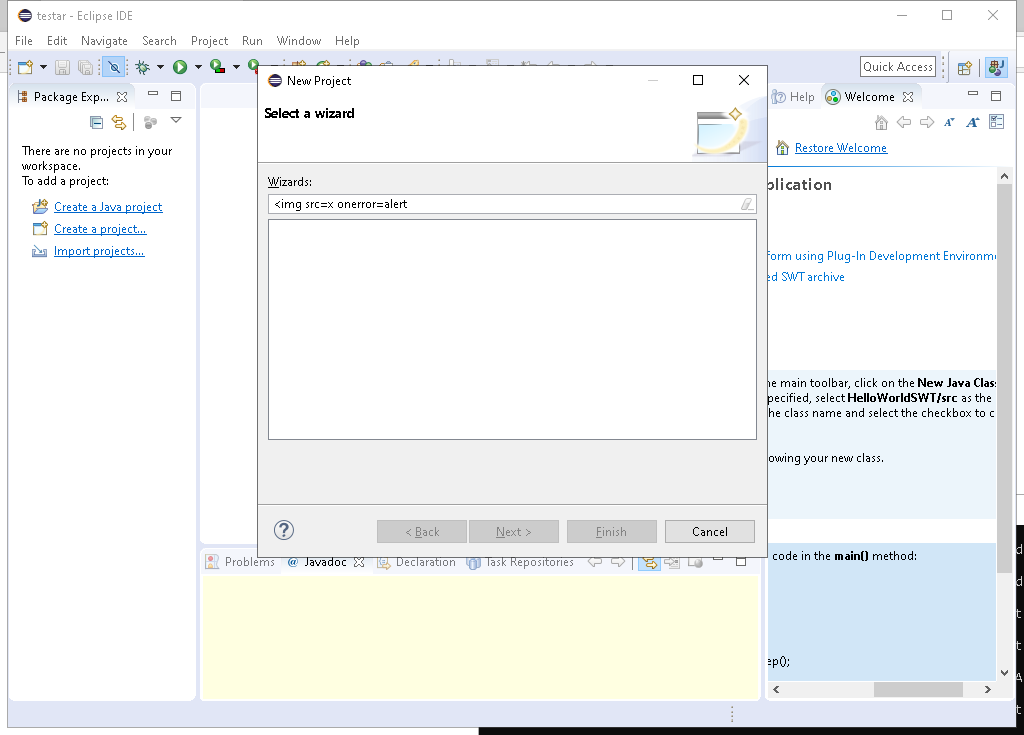 testar - Eclipse IDE
File Edit Navigate Search Project Run Window Help
Quick Access
Package Exp...
There are no projects in your
workspace.
To add a project:
Create a Java project
Create a project...
Import projects...
New Project
Select a wizard
Wizards:
<img src=x onerror=alert
< Back Next > Finish Cancel
Help Welcome
Restore Welcome
plication
form using Plug-In Development Environme
ed SWT archive
he main toolbar, click on the New Java Clas
specified, select HelloWorldSWT/src as the
the class name and select the checkbox to c
owing your new class.
code in the main() method:
ep();
Problems @ Javadoc Declaration Task Repositories